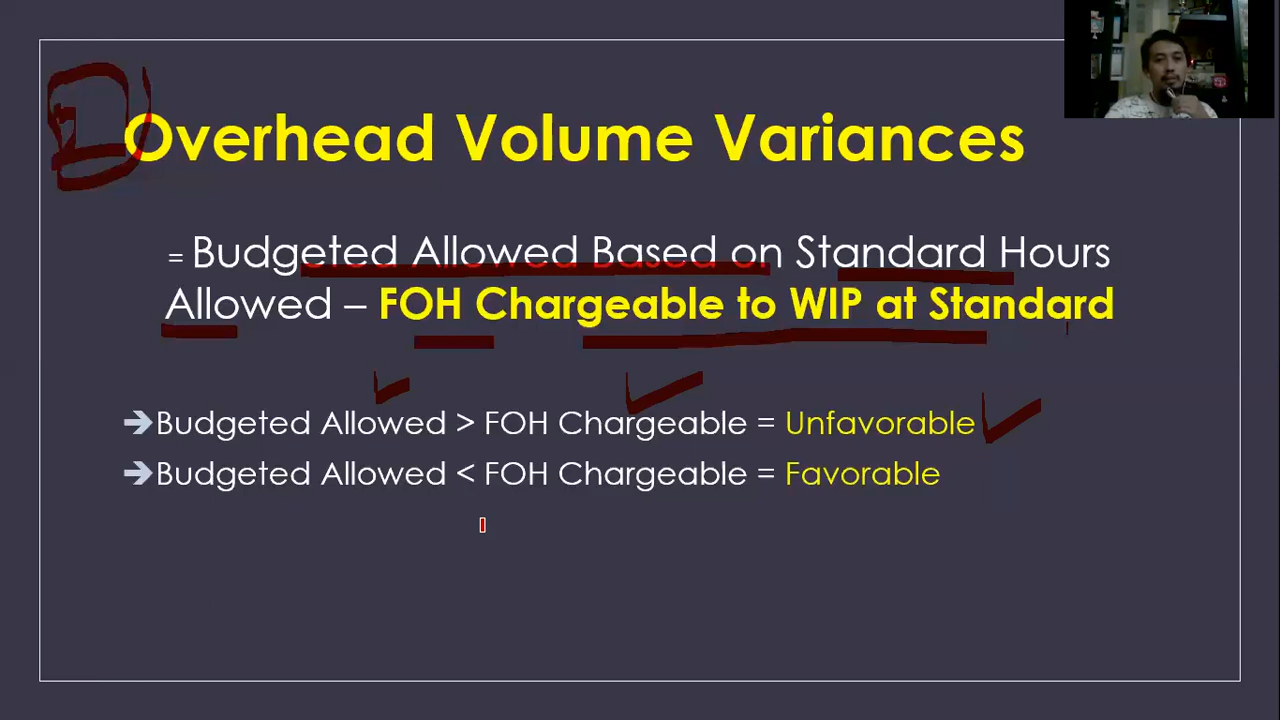 Overhead Volume Variances
= Budgeted Allowed Based on Standard Hours
Allowed – FOH Chargeable to WIP at Standard
➔Budgeted Allowed > FOH Chargeable = Unfavorable
➔Budgeted Allowed < FOH Chargeable = Favorable